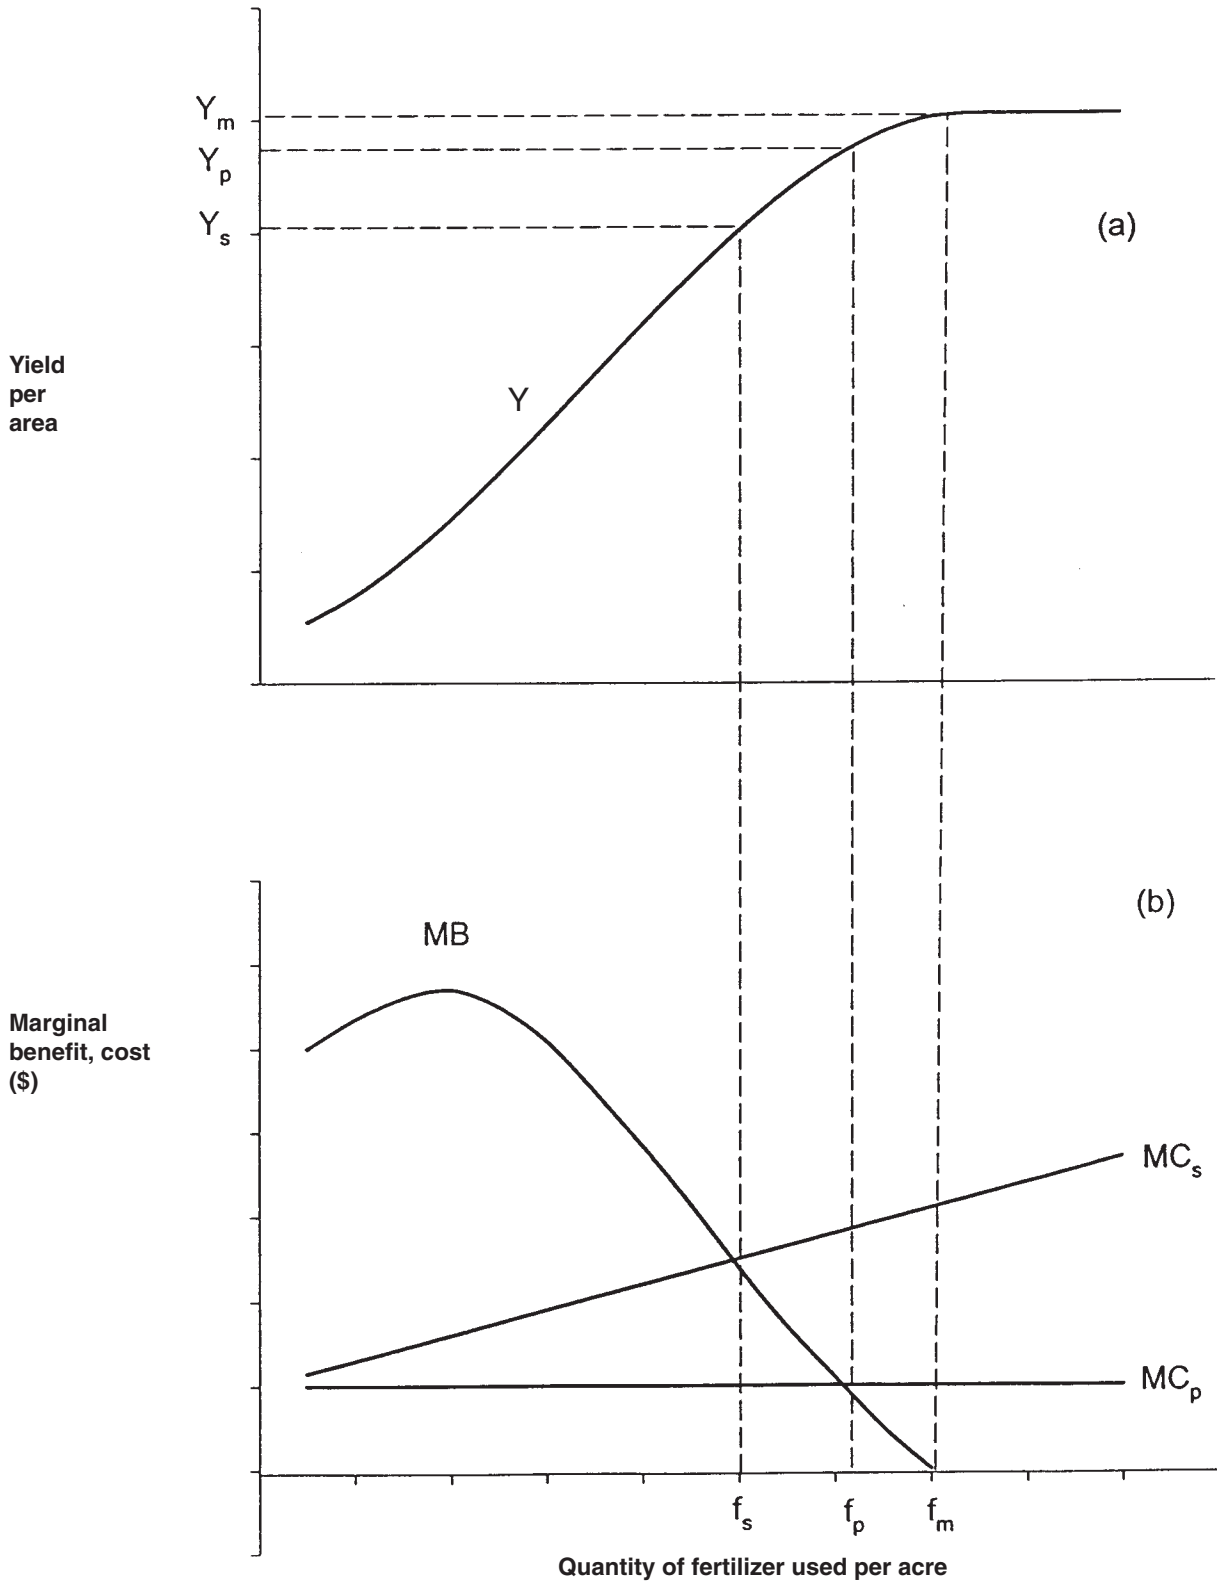 Y_m
Y_p
Y_s
(a)
Yield
per
area
Y
(b)
MB
Marginal
benefit, cost
($)
MC_s
MC_p
f_s f_p f_m
Quantity of fertilizer used per acre